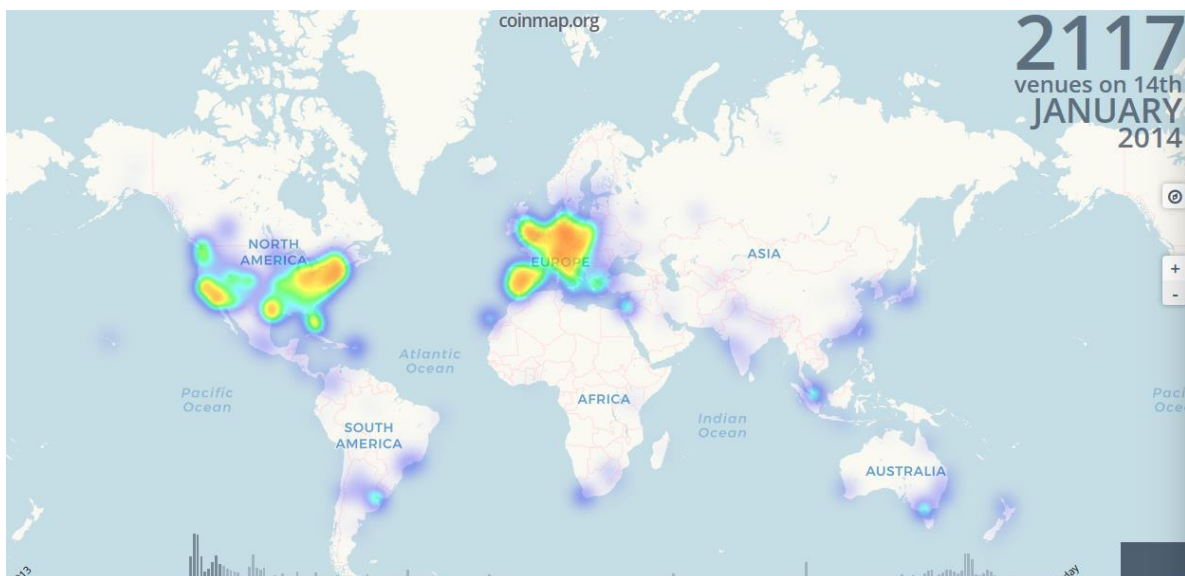 coinmap.org
2117
venues on 14th
JANUARY
2014
NORTH
AMERICA
EUROPE
ASIA
Atlantic
Ocean
Pacific
Ocean
AFRICA
Indian
Ocean
SOUTH
AMERICA
AUSTRALIA
+
-